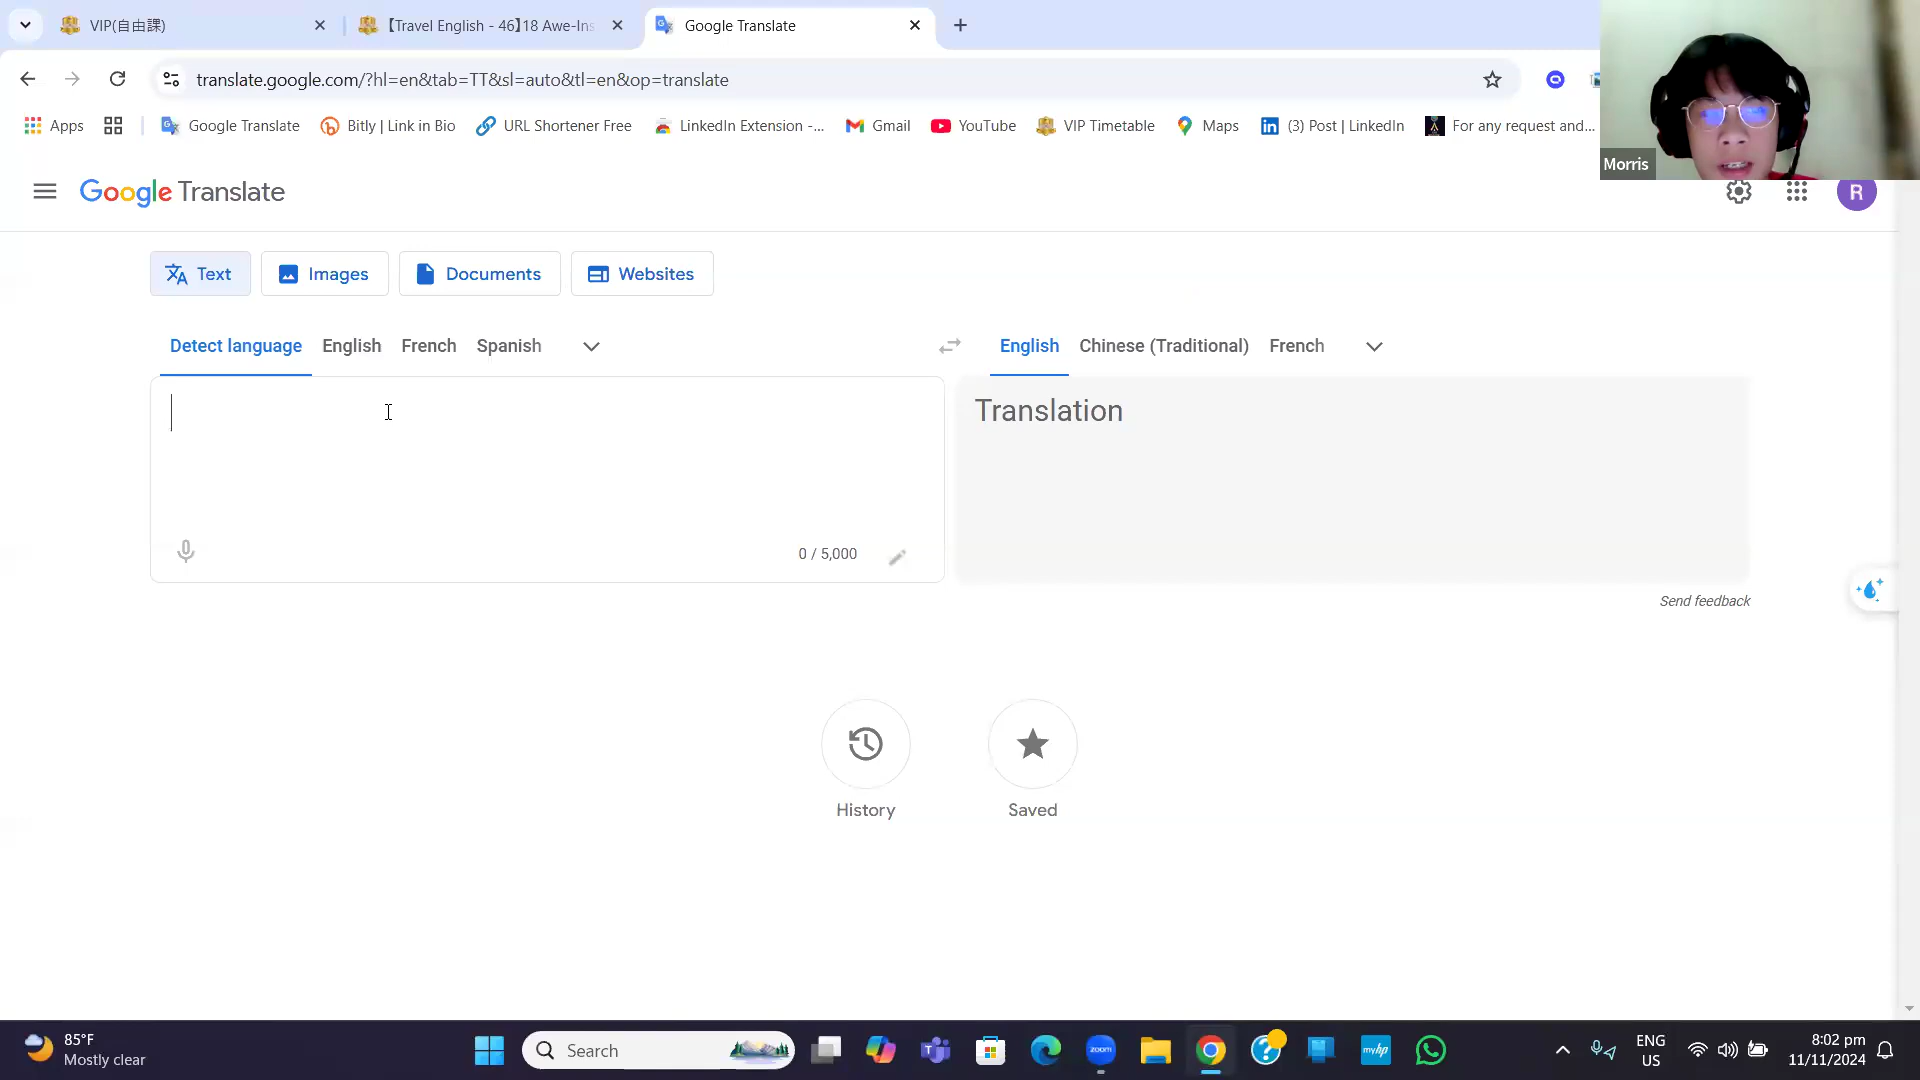 VIP(自由課)
【Travel English - 46】18 Awe-Ins
Google Translate
translate.google.com/?hl=en&tab=TT&sl=auto&tl=en&op=translate
Apps
Google Translate
Bitly | Link in Bio
URL Shortener Free
LinkedIn Extension -...
Gmail
YouTube
VIP Timetable
Maps
(3) Post | LinkedIn
For any request and...
Morris
Google Translate
R
Text
Images
Documents
Websites
Detect language
English
French
Spanish
English
Chinese (Traditional)
French
Translation
0 / 5,000
Send feedback
History
Saved
85°F
Mostly clear
Search
zoom
myhp
ENG
US
8:02 pm
11/11/2024